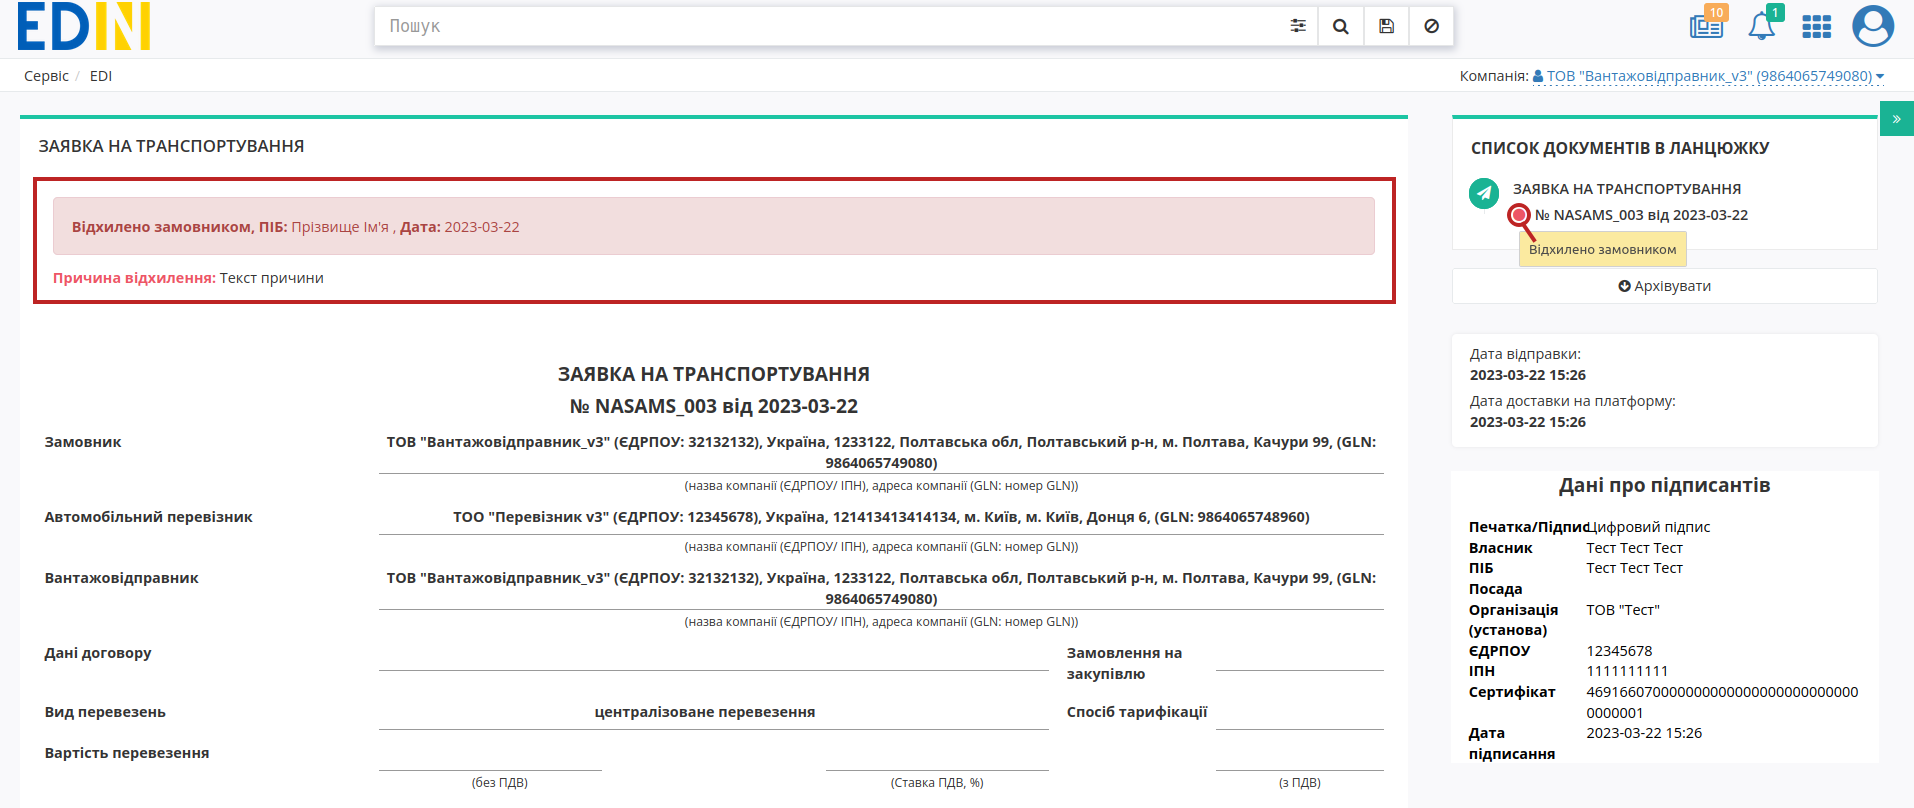 EDIN
Пошук
10
1
Сервіс / EDI
Компанія: ТОВ "Вантажовідправник_v3" (9864065749080)
ЗАЯВКА НА ТРАНСПОРТУВАННЯ
Відхилено замовником, ПІБ: Прізвище Ім'я , Дата: 2023-03-22
Причина відхилення: Текст причини
ЗАЯВКА НА ТРАНСПОРТУВАННЯ
№ NASAMS_003 від 2023-03-22
Замовник
ТОВ "Вантажовідправник_v3" (ЄДРПОУ: 32132132), Україна, 1233122, Полтавська обл, Полтавський р-н, м. Полтава, Качури 99, (GLN:
9864065749080)
(назва компанії (ЄДРПОУ/ ІПН), адреса компанії (GLN: номер GLN))
Автомобільний перевізник
ТОО "Перевізник v3" (ЄДРПОУ: 12345678), Україна, 121413413414134, м. Київ, м. Київ, Донця 6, (GLN: 9864065748960)
(назва компанії (ЄДРПОУ/ ІПН), адреса компанії (GLN: номер GLN))
Вантажовідправник
ТОВ "Вантажовідправник_v3" (ЄДРПОУ: 32132132), Україна, 1233122, Полтавська обл, Полтавський р-н, м. Полтава, Качури 99, (GLN:
9864065749080)
(назва компанії (ЄДРПОУ/ ІПН), адреса компанії (GLN: номер GLN))
Дані договору
Замовлення на
закупівлю
Вид перевезень
централізоване перевезення
Спосіб тарифікації
Вартість перевезення
(без ПДВ)
(Ставка ПДВ, %)
(з ПДВ)
СПИСОК ДОКУМЕНТІВ В ЛАНЦЮЖКУ
ЗАЯВКА НА ТРАНСПОРТУВАННЯ
№ NASAMS_003 від 2023-03-22
Відхилено замовником
Архівувати
Дата відправки:
2023-03-22 15:26
Дата доставки на платформу:
2023-03-22 15:26
Дані про підписантів
Печатка/Підпис Цифровий підпис
Власник Тест Тест Тест
ПІБ Тест Тест Тест
Посада
Організація ТОВ "Тест"
(установа)
ЄДРПОУ 12345678
ІПН 1111111111
Сертифікат 46916607000000000000000000000000
0000001
Дата 2023-03-22 15:26
підписання